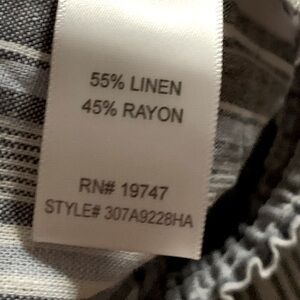 55% LINEN
45% RAYON
RN# 19747
STYLE# 307A9228HA